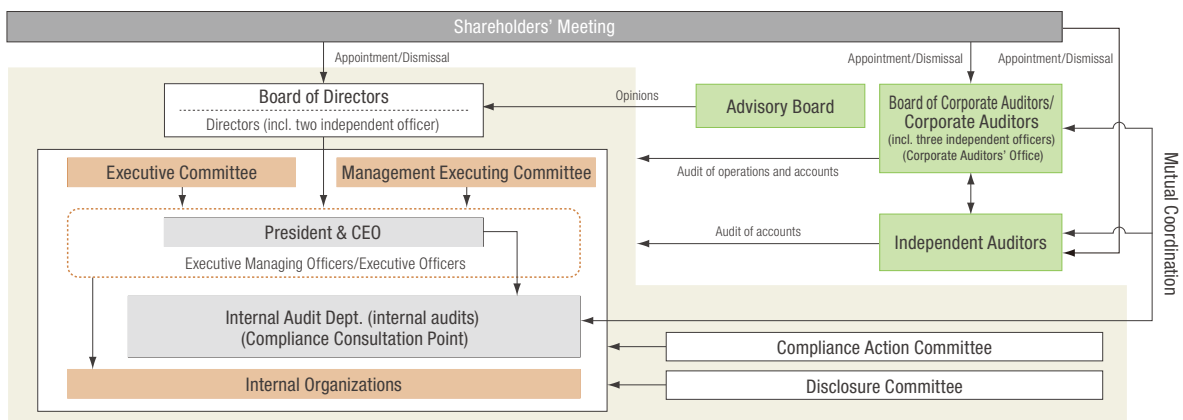 Shareholders' Meeting
Appointment/Dismissal
Appointment/Dismissal
Appointment/Dismissal
Board of Directors
Directors (incl. two independent officer)
Opinions
Advisory Board
Board of Corporate Auditors/
Corporate Auditors
(incl. three independent officers)
(Corporate Auditors' Office)
Executive Committee
Management Executing Committee
Audit of operations and accounts
Mutual Coordination
President & CEO
Executive Managing Officers/Executive Officers
Audit of accounts
Independent Auditors
Internal Audit Dept. (internal audits)
(Compliance Consultation Point)
Compliance Action Committee
Internal Organizations
Disclosure Committee